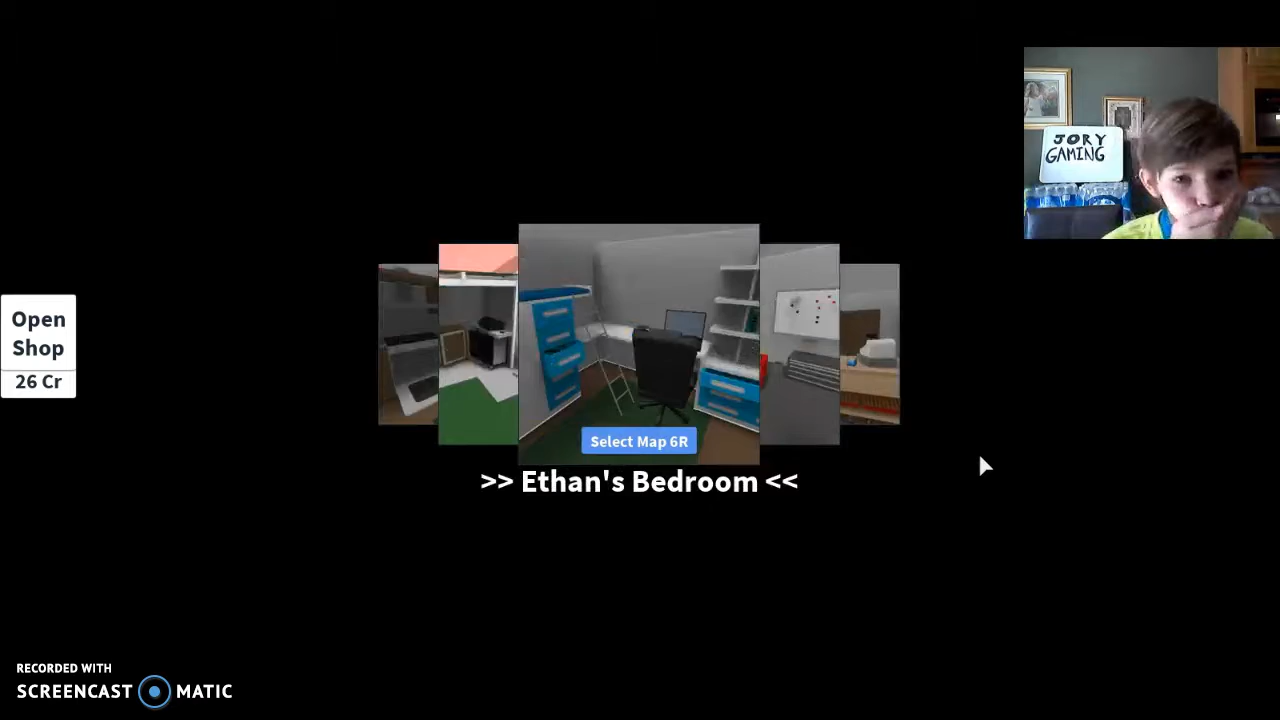 JORY
GAMING
Open
Shop
26 Cr
Select Map 6R
>> Ethan's Bedroom <<
RECORDED WITH
SCREENCAST MATIC